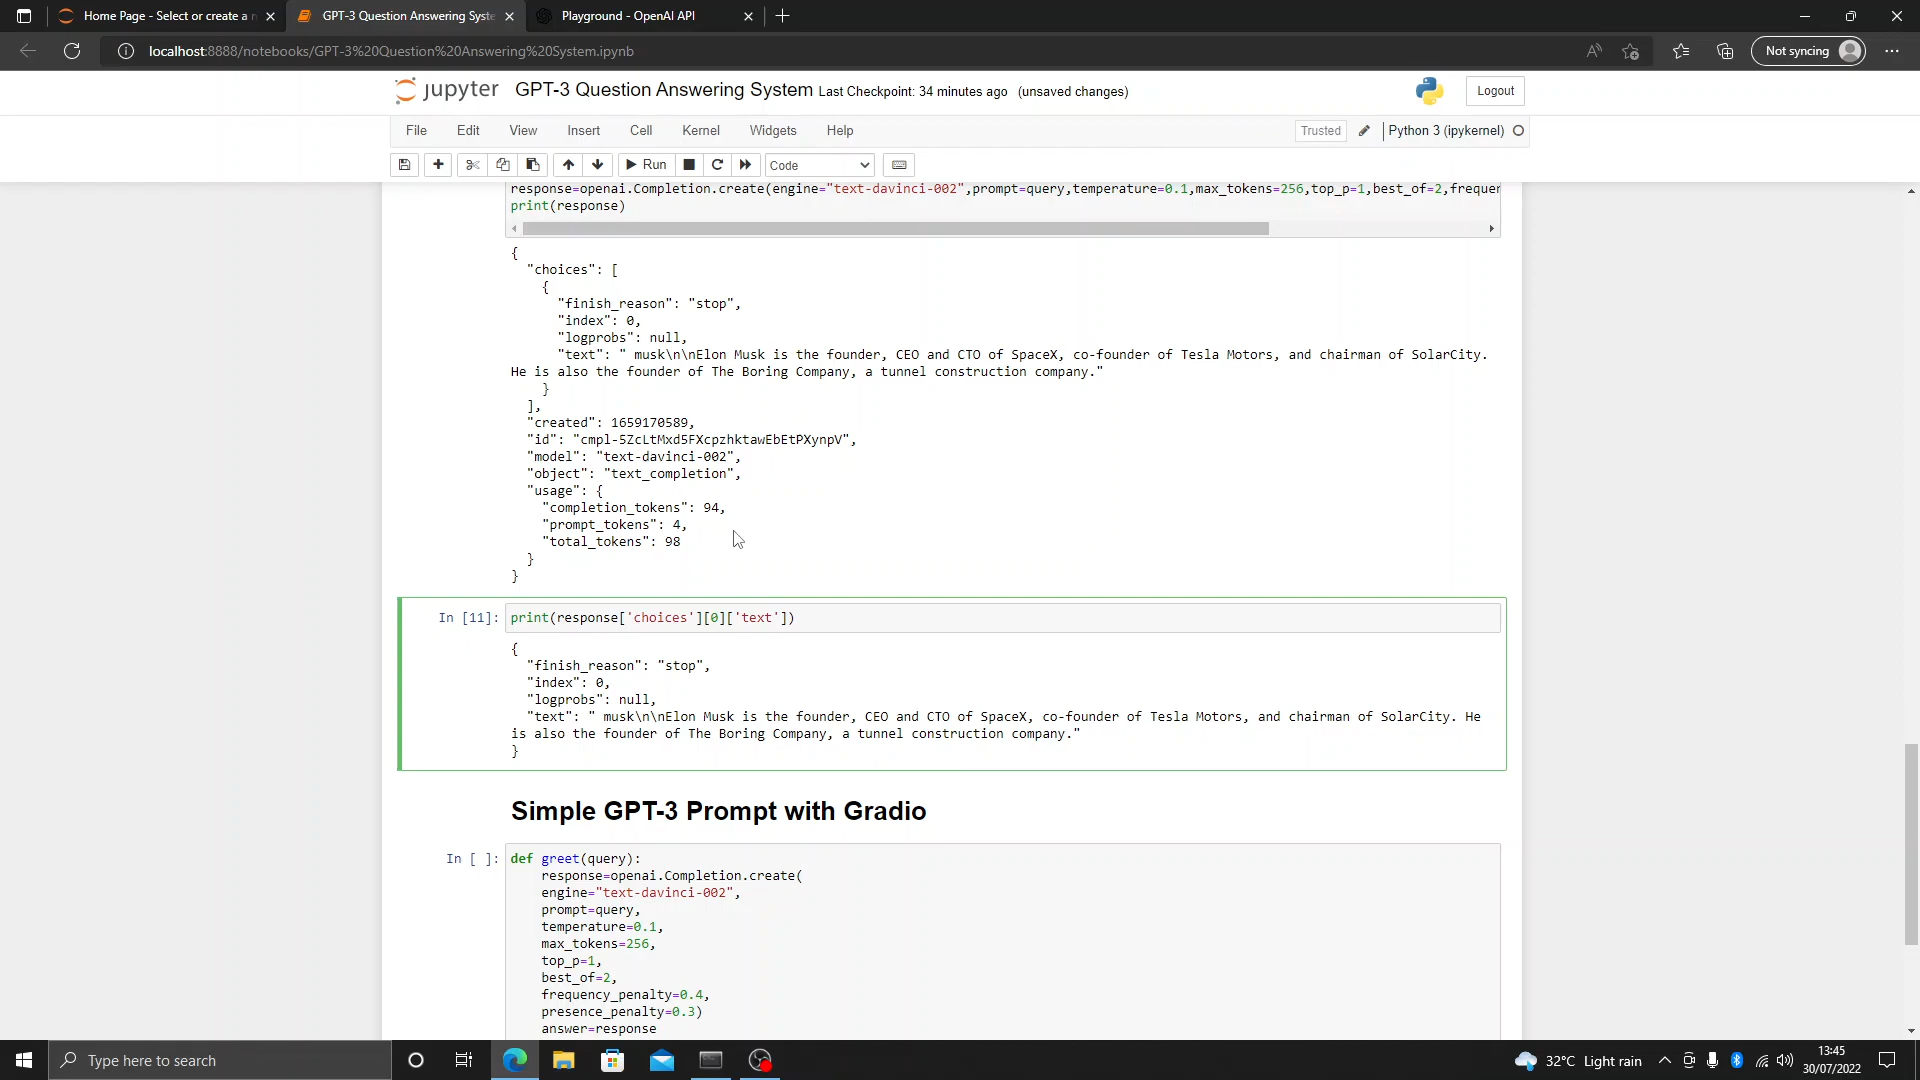 Home Page - Select or create a n
GPT-3 Question Answering Syste
Playground - OpenAI API
localhost:8888/notebooks/GPT-3%20Question%20Answering%20System.ipynb
Not syncing
jupyter GPT-3 Question Answering System Last Checkpoint: 34 minutes ago (unsaved changes)
Logout
File Edit View Insert Cell Kernel Widgets Help
Trusted Python 3 (ipykernel)
Run Code
response=openai.Completion.create(engine="text-davinci-002",prompt=query,temperature=0.1,max_tokens=256,top_p=1,best_of=2,frequer
print(response)
{
"choices": [
{
"finish_reason": "stop",
"index": 0,
"logprobs": null,
"text": " musk\n\nElon Musk is the founder, CEO and CTO of SpaceX, co-founder of Tesla Motors, and chairman of SolarCity.
He is also the founder of The Boring Company, a tunnel construction company."
}
],
"created": 1659170589,
"id": "cmpl-5ZcLtMxd5FXcpzhktawEbEtPXynpV",
"model": "text-davinci-002",
"object": "text_completion",
"usage": {
"completion_tokens": 94,
"prompt_tokens": 4,
"total_tokens": 98
}
}
In [11]: print(response['choices'][0]['text'])
{
"finish_reason": "stop",
"index": 0,
"logprobs": null,
"text": " musk\n\nElon Musk is the founder, CEO and CTO of SpaceX, co-founder of Tesla Motors, and chairman of SolarCity. He
is also the founder of The Boring Company, a tunnel construction company."
}
Simple GPT-3 Prompt with Gradio
In [ ]: def greet(query):
response=openai.Completion.create(
engine="text-davinci-002",
prompt=query,
temperature=0.1,
max_tokens=256,
top_p=1,
best_of=2,
frequency_penalty=0.4,
presence_penalty=0.3)
answer=response
Type here to search
32°C Light rain
13:45
30/07/2022